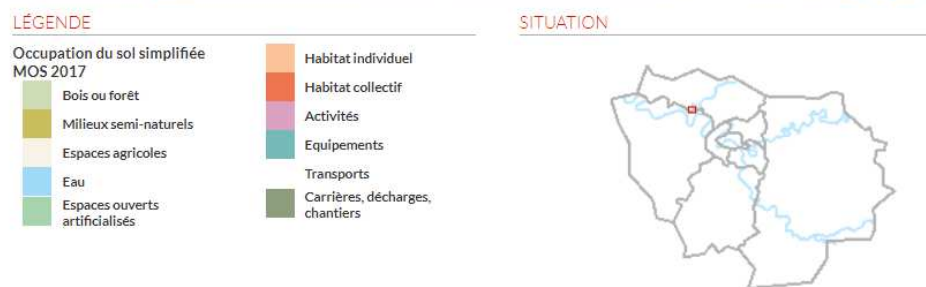 LÉGENDE
Occupation du sol simplifiée
MOS 2017
Bois ou forêt
Milieux semi-naturels
Espaces agricoles
Eau
Espaces ouverts
artificialisés
Habitat individuel
Habitat collectif
Activités
Equipements
Transports
Carrières, décharges,
chantiers
SITUATION